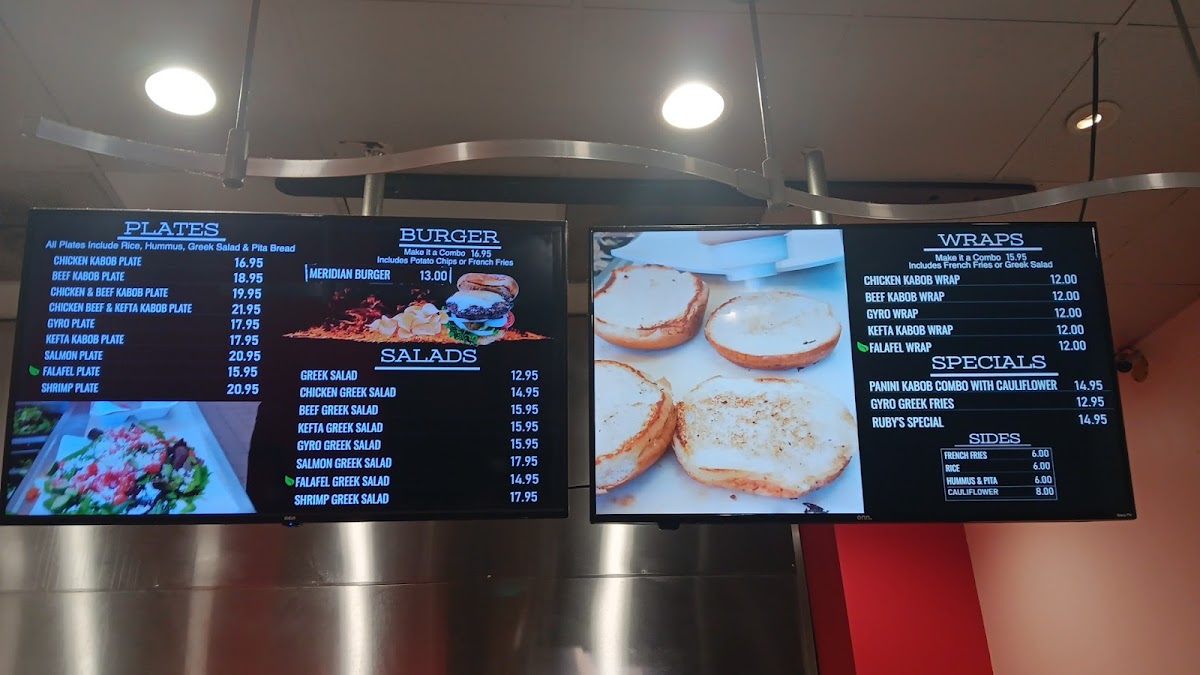 PLATES
All Plates Include Rice, Hummus, Greek Salad & Pita Bread
CHICKEN KABOB PLATE 16.95
BEEF KABOB PLATE 18.95
CHICKEN & BEEF KABOB PLATE 19.95
CHICKEN BEEF & KEFTA KABOB PLATE 21.95
GYRO PLATE 17.95
KEFTA KABOB PLATE 17.95
SALMON PLATE 20.95
FALAFEL PLATE 15.95
SHRIMP PLATE 20.95
BURGER
Make it a Combo 16.95
Includes Potato Chips or French Fries
MERIDIAN BURGER 13.00
SALADS
GREEK SALAD 12.95
CHICKEN GREEK SALAD 14.95
BEEF GREEK SALAD 15.95
KEFTA GREEK SALAD 15.95
GYRO GREEK SALAD 15.95
SALMON GREEK SALAD 17.95
FALAFEL GREEK SALAD 14.95
SHRIMP GREEK SALAD 17.95
WRAPS
Make it a Combo 15.95
Includes French Fries or Greek Salad
CHICKEN KABOB WRAP 12.00
BEEF KABOB WRAP 12.00
GYRO WRAP 12.00
KEFTA KABOB WRAP 12.00
FALAFEL WRAP 12.00
SPECIALS
PANINI KABOB COMBO WITH CAULIFLOWER 14.95
GYRO GREEK FRIES 12.95
RUBY'S SPECIAL 14.95
SIDES
FRENCH FRIES 6.00
RICE 6.00
HUMMUS & PITA 6.00
CAULIFLOWER 8.00
onn.